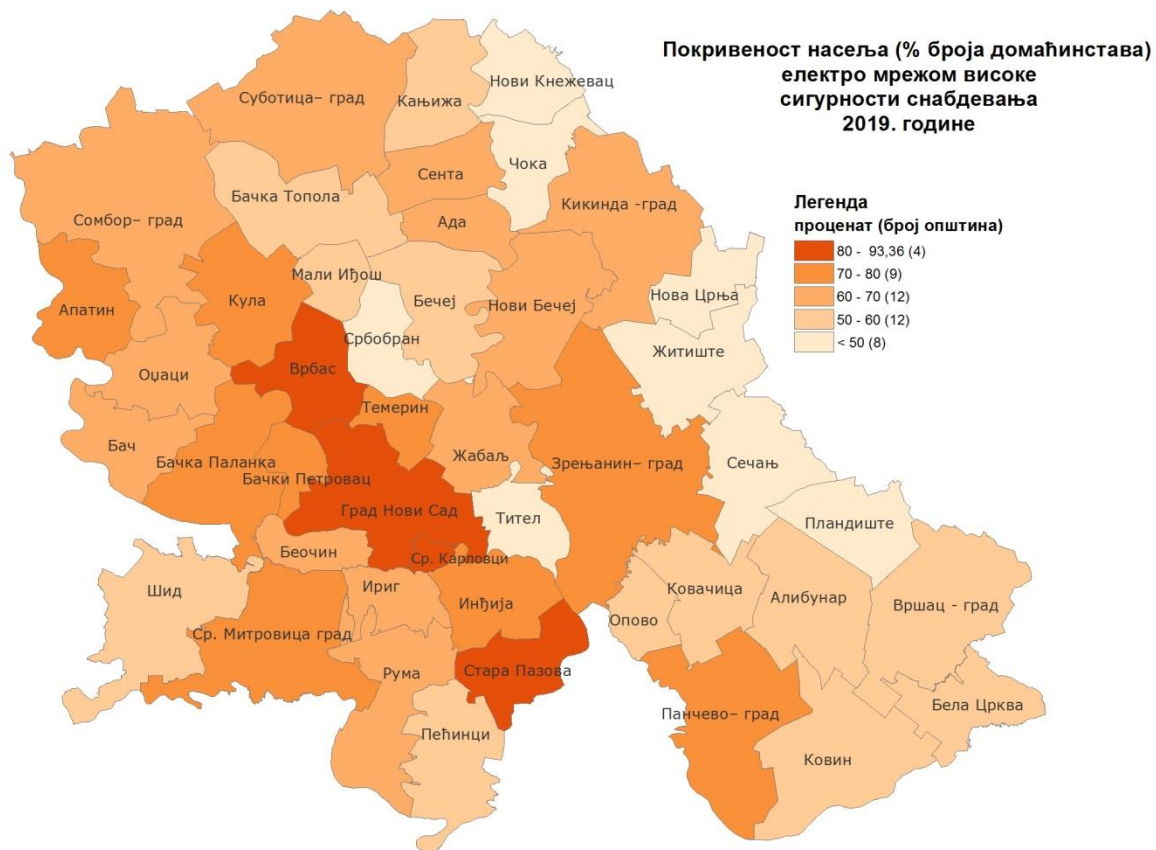 Покривеност насеља (% броја домаћинстава)
електро мрежом високе
сигурности снабдевања
2019. године
Легенда
проценат (број општина)
80 - 93,36 (4)
70 - 80 (9)
60 - 70 (12)
50 - 60 (12)
< 50 (8)
Суботица– град
Кањижа
Нови Кнежевац
Чока
Сента
Бачка Топола
Ада
Кикинда -град
Сомбор– град
Мали Иђош
Бечеј
Нови Бечеј
Нова Црња
Апатин
Кула
Србобран
Житиште
Оџаци
Врбас
Темерин
Бач
Бачка Паланка
Жабаљ
Зрењанин– град
Сечањ
Бачки Петровац
Град Нови Сад
Тител
Пландиште
Беочин
Ср. Карловци
Шид
Ириг
Инђија
Ковачица
Алибунар
Вршац - град
Опово
Ср. Митровица град
Рума
Стара Пазова
Бела Црква
Панчево– град
Пећинци
Ковин